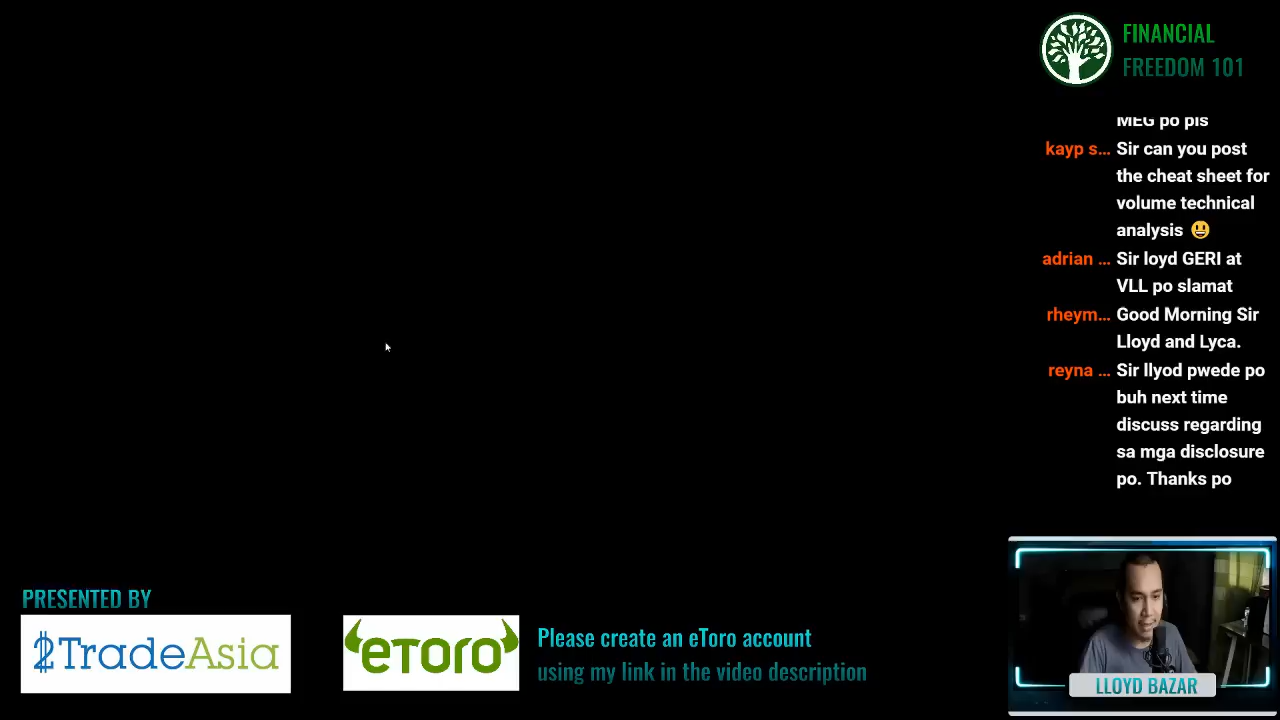 FINANCIAL
FREEDOM 101
MEG po pls
kayp s... Sir can you post
the cheat sheet for
volume technical
analysis 😃
adrian ... Sir loyd GERI at
VLL po slamat
rheym... Good Morning Sir
Lloyd and Lyca.
reyna ... Sir llyod pwede po
buh next time
discuss regarding
sa mga disclosure
po. Thanks po
PRESENTED BY
2TradeAsia
eToro
Please create an eToro account
using my link in the video description
LLOYD BAZAR